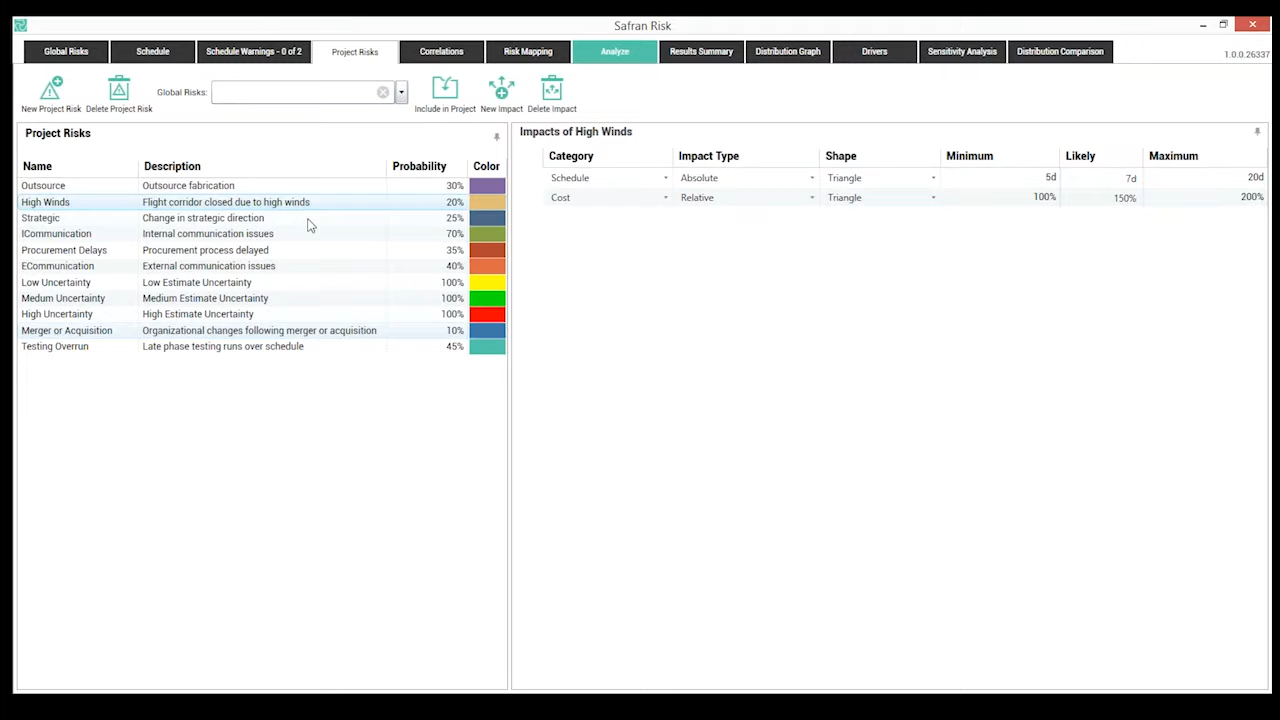 Safran Risk
Global Risks Schedule Schedule Warnings - 0 of 2 Project Risks Correlations Risk Mapping Analyze Results Summary Distribution Graph Drivers Sensitivity Analysis Distribution Comparison 1.0.0.26337
New Project Risk Delete Project Risk Global Risks: Include in Project New Impact Delete Impact
Project Risks
Name Description Probability Color
Outsource Outsource fabrication 30%
High Winds Flight corridor closed due to high winds 20%
Strategic Change in strategic direction 25%
ICommunication Internal communication issues 70%
Procurement Delays Procurement process delayed 35%
ECommunication External communication issues 40%
Low Uncertainty Low Estimate Uncertainty 100%
Medum Uncertainty Medium Estimate Uncertainty 100%
High Uncertainty High Estimate Uncertainty 100%
Merger or Acquisition Organizational changes following merger or acquisition 10%
Testing Overrun Late phase testing runs over schedule 45%
Impacts of High Winds
Category Impact Type Shape Minimum Likely Maximum
Schedule Absolute Triangle 5d 7d 20d
Cost Relative Triangle 100% 150% 200%